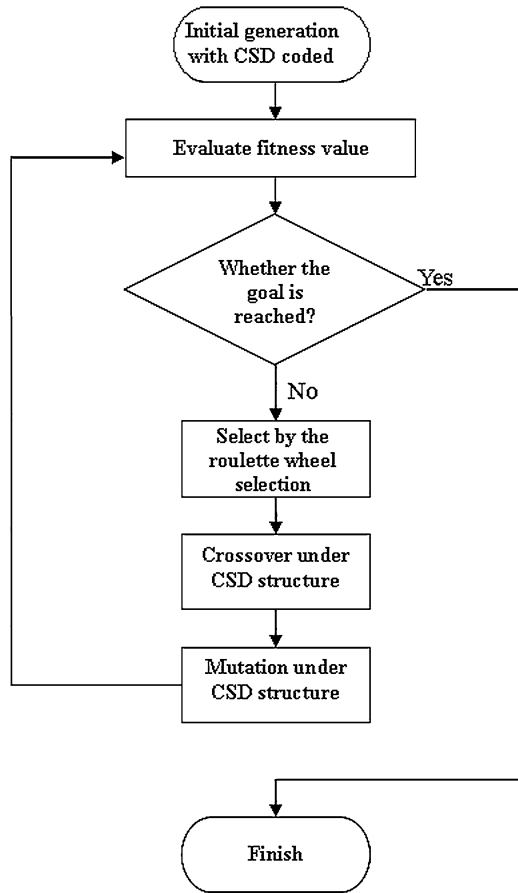 Initial generation
with CSD coded
Evaluate fitness value
Whether the
goal is
reached?
Yes
No
Select by the
roulette wheel
selection
Crossover under
CSD structure
Mutation under
CSD structure
Finish